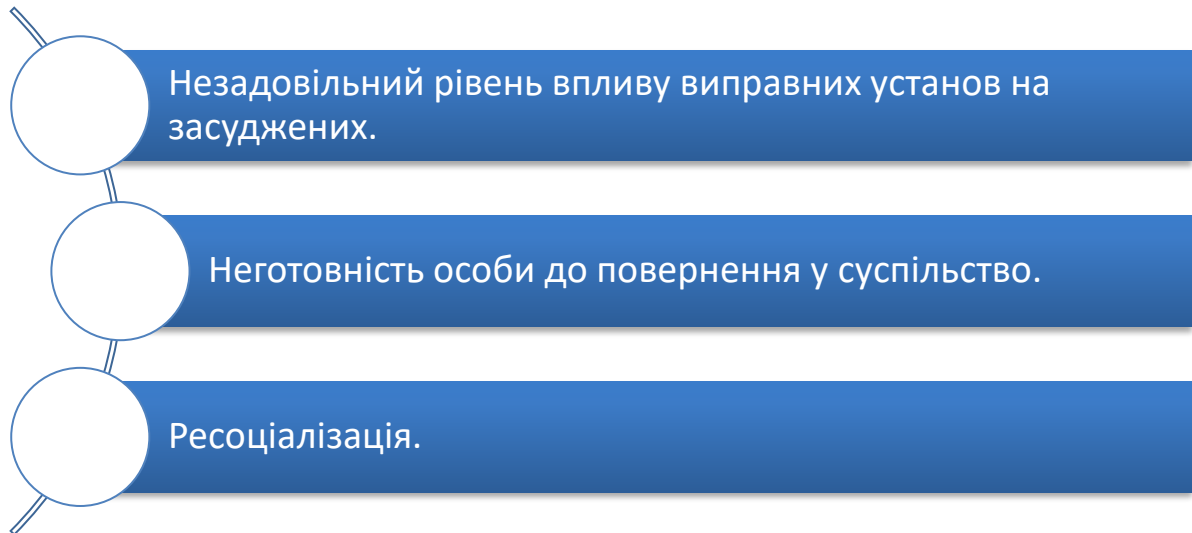 Незадовільний рівень впливу виправних установ на
засуджених.
Неготовність особи до повернення у суспільство.
Ресоціалізація.